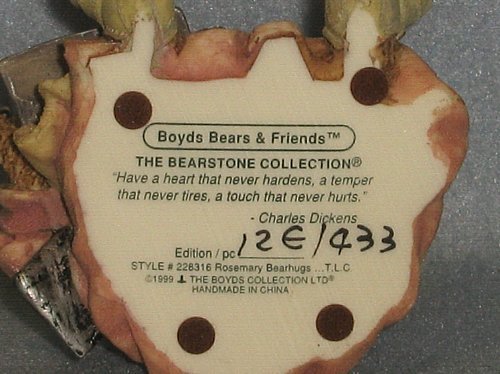 Boyds Bears & Friends™
THE BEARSTONE COLLECTION®
"Have a heart that never hardens, a temper
that never tires, a touch that never hurts."
- Charles Dickens
Edition / pc 12E/433
STYLE # 228316 Rosemary Bearhugs ...T.L.C
©1999 THE BOYDS COLLECTION LTD®
HANDMADE IN CHINA